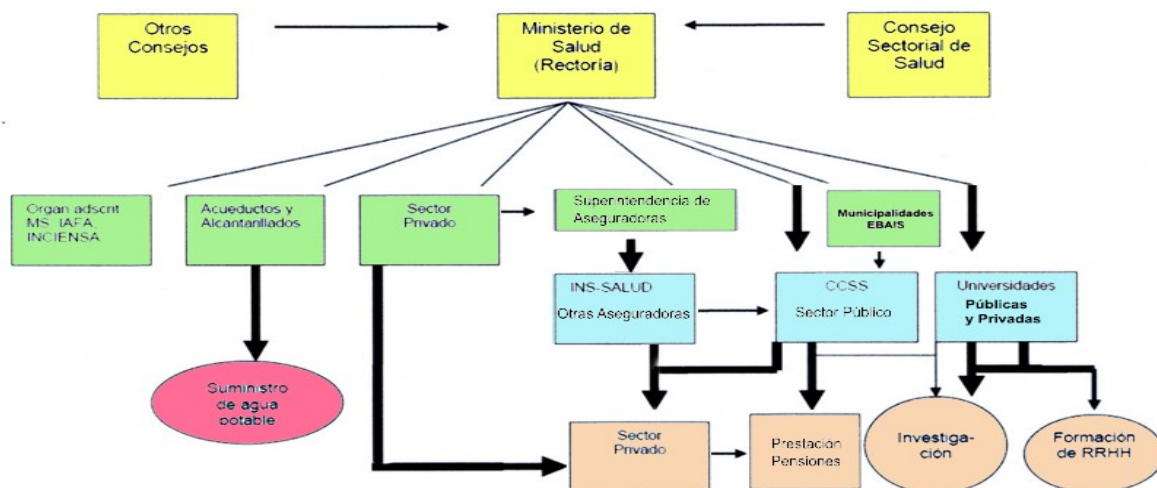 Otros
Consejos
Ministerio de
Salud
(Rectoría)
Consejo
Sectorial de
Salud
Organ adscrit
MS IAFA
INCIENSA
Acueductos y
Alcantarillados
Sector
Privado
Superintendencia de
Aseguradoras
Municipalidades
EBAIS
INS-SALUD
Otras Aseguradoras
CCSS
Sector Público
Universidades
Públicas
y Privadas
Suministro
de agua
potable
Sector
Privado
Prestación
Pensiones
Investiga-
ción
Formación
de RRHH